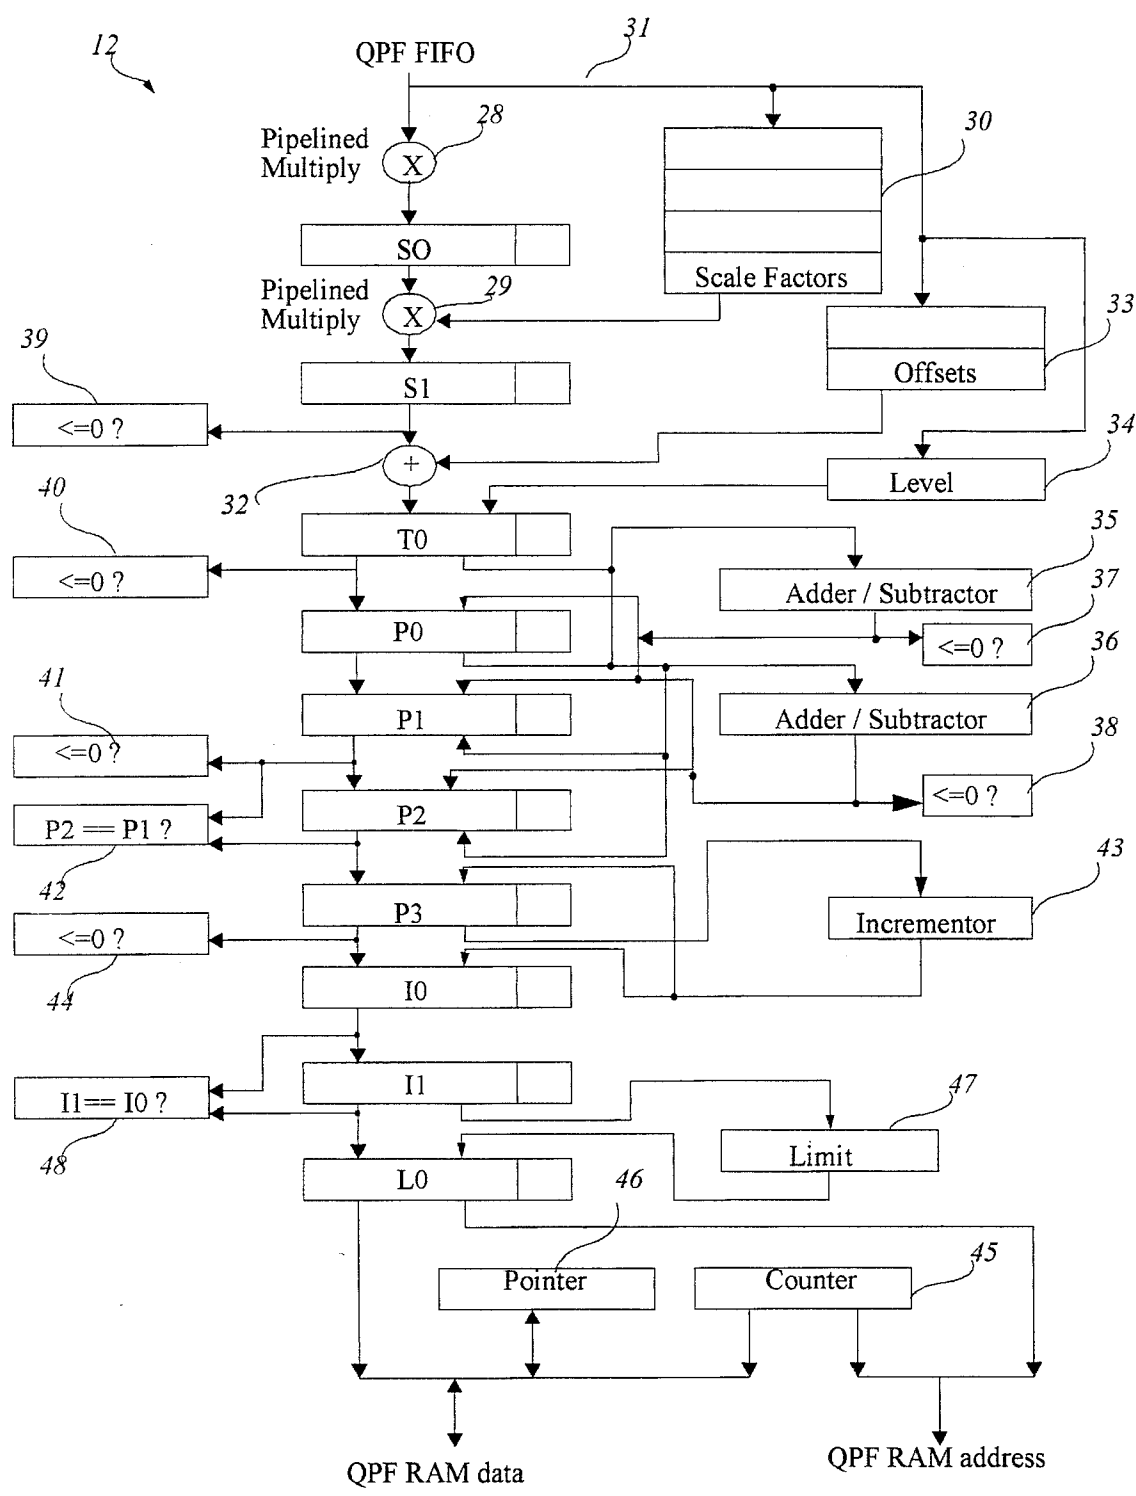 12
QPF FIFO
31
Pipelined
Multiply
X
28
30
SO
Scale Factors
Pipelined
Multiply
X
29
33
Offsets
39
S1
<=0 ?
+
32
34
Level
40
T0
<=0 ?
35
Adder / Subtractor
37
P0
<=0 ?
36
41
P1
Adder / Subtractor
38
<=0 ?
P2
<=0 ?
P2 == P1 ?
42
43
P3
Incrementor
<=0 ?
44
I0
I1
I1== I0 ?
48
47
Limit
L0
46
Pointer
45
Counter
QPF RAM data
QPF RAM address